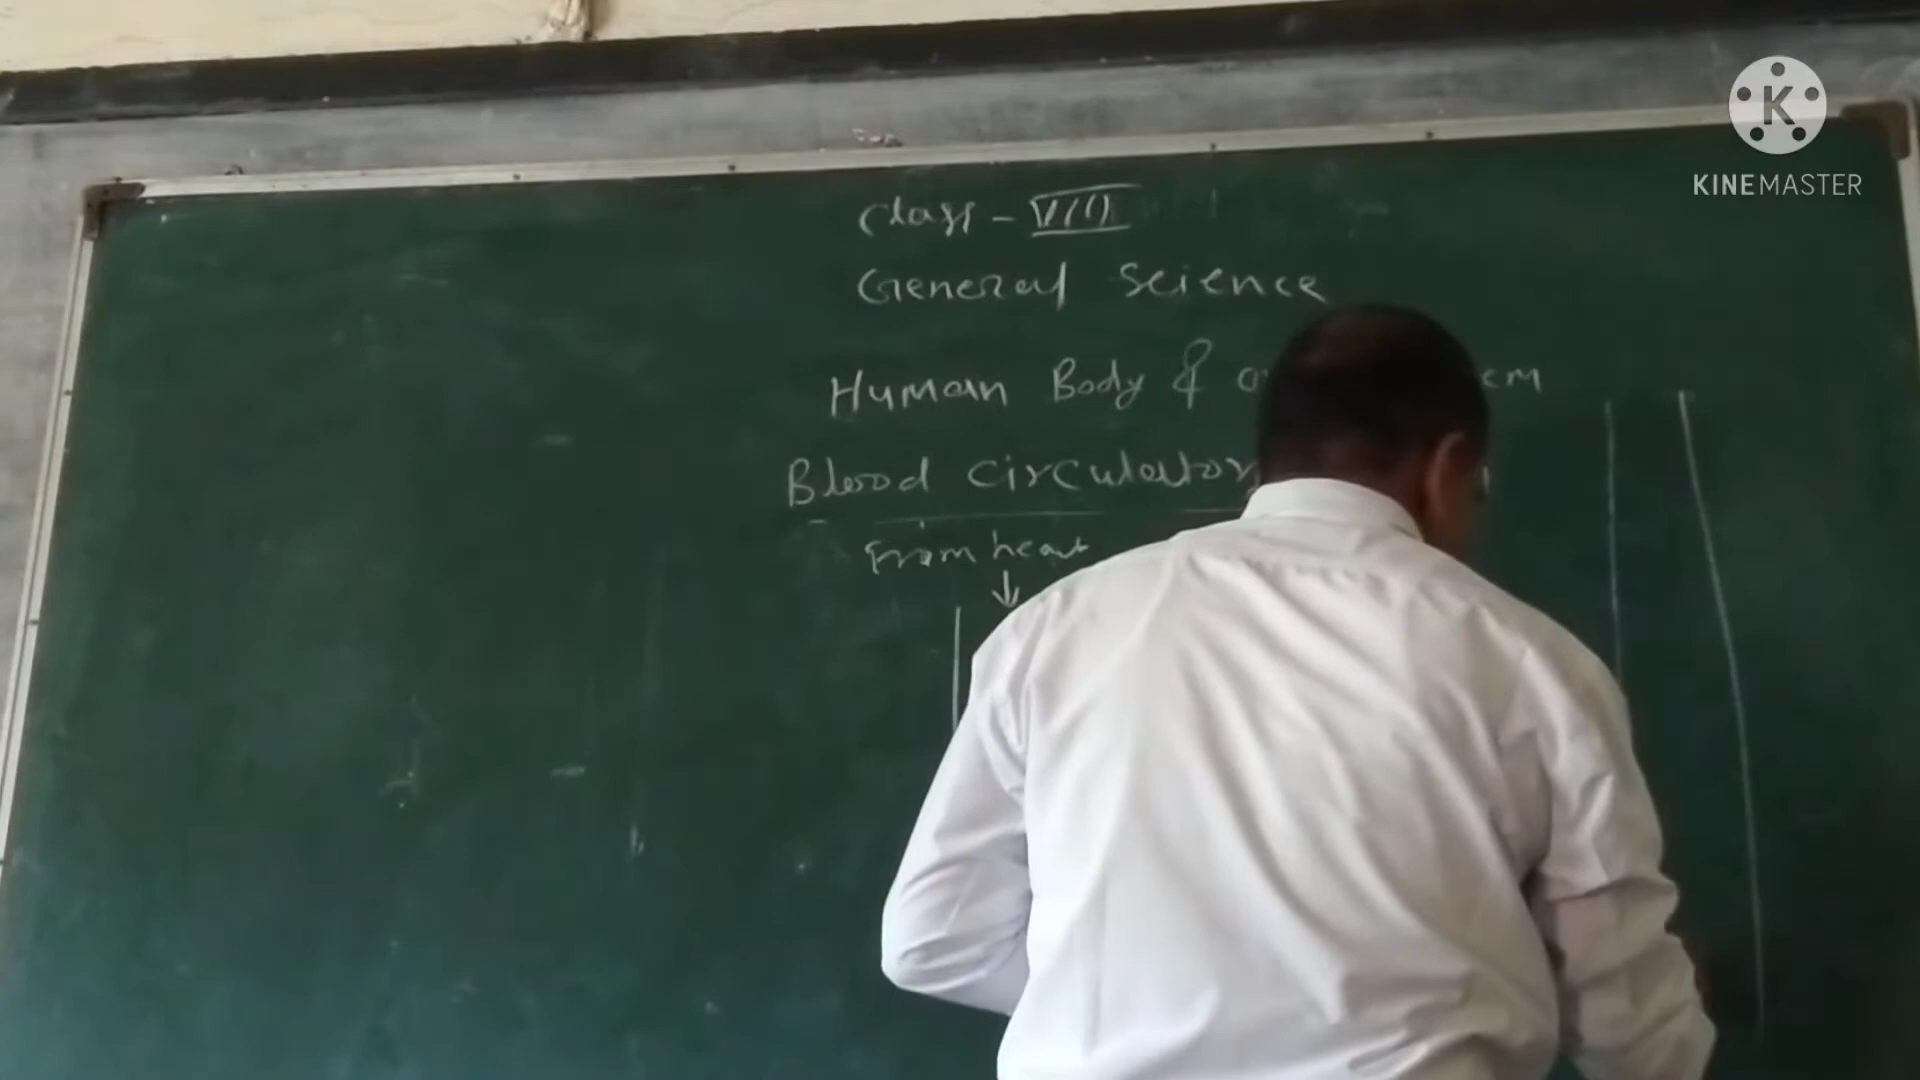 Class - VIII
General Science
Human Body &
Blood Circulatory
From heart
K
KINEMASTER